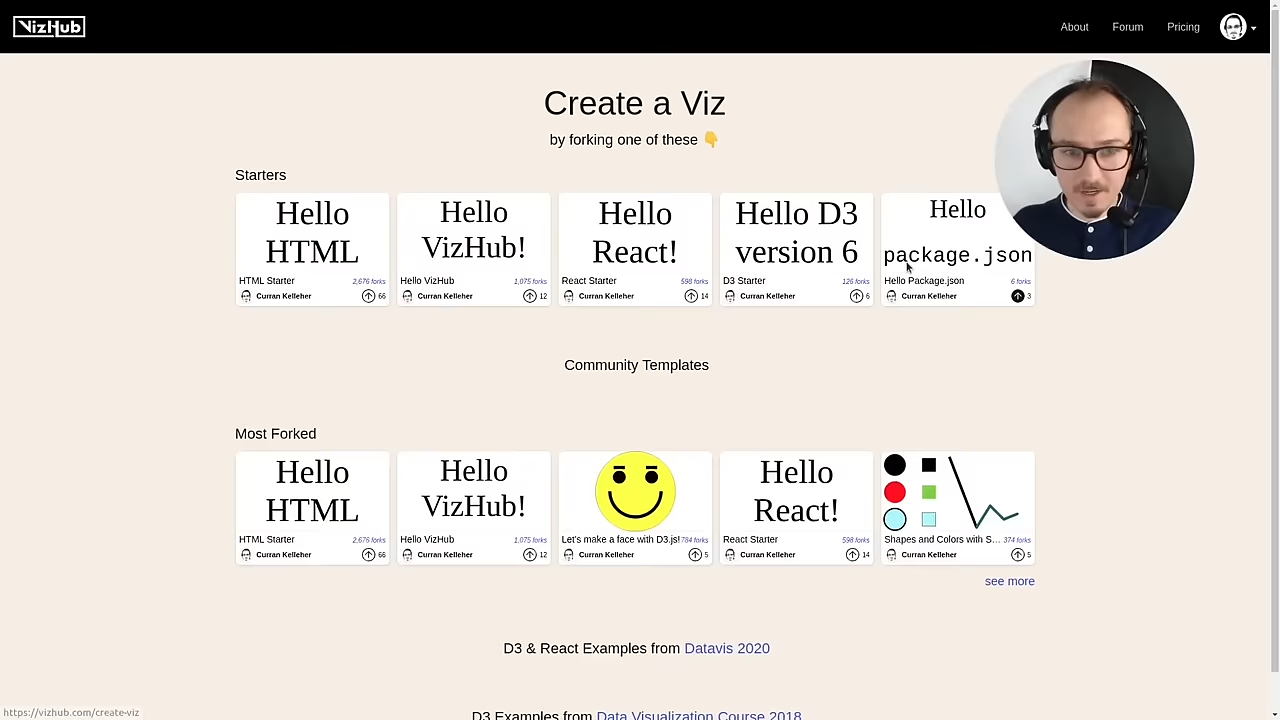 VizHub
About
Forum
Pricing
Create a Viz
by forking one of these 👇
Starters
Hello
HTML
HTML Starter
2,676 forks
Curran Kelleher
66
Hello
VizHub!
Hello VizHub
1,075 forks
Curran Kelleher
12
Hello
React!
React Starter
598 forks
Curran Kelleher
14
Hello D3
version 6
D3 Starter
126 forks
Curran Kelleher
6
Hello
package.json
Hello Package.json
6 forks
Curran Kelleher
3
Community Templates
Most Forked
Hello
HTML
HTML Starter
2,676 forks
Curran Kelleher
66
Hello
VizHub!
Hello VizHub
1,075 forks
Curran Kelleher
12
Let's make a face with D3.js!
784 forks
Curran Kelleher
5
Hello
React!
React Starter
598 forks
Curran Kelleher
14
Shapes and Colors with S...
374 forks
Curran Kelleher
5
see more
D3 & React Examples from Datavis 2020
D3 Examples from Data Visualization Course 2018
https://vizhub.com/create-viz